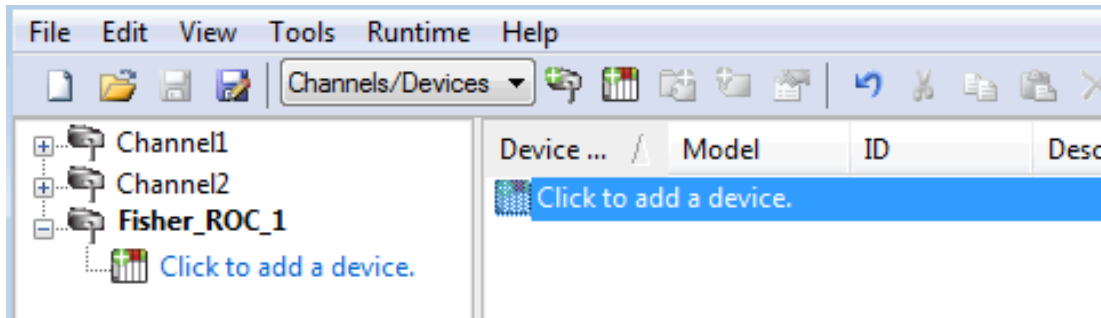 File Edit View Tools Runtime Help
Channels/Devices
Channel1
Channel2
Fisher_ROC_1
Click to add a device.
Device ... Model ID Desc
Click to add a device.